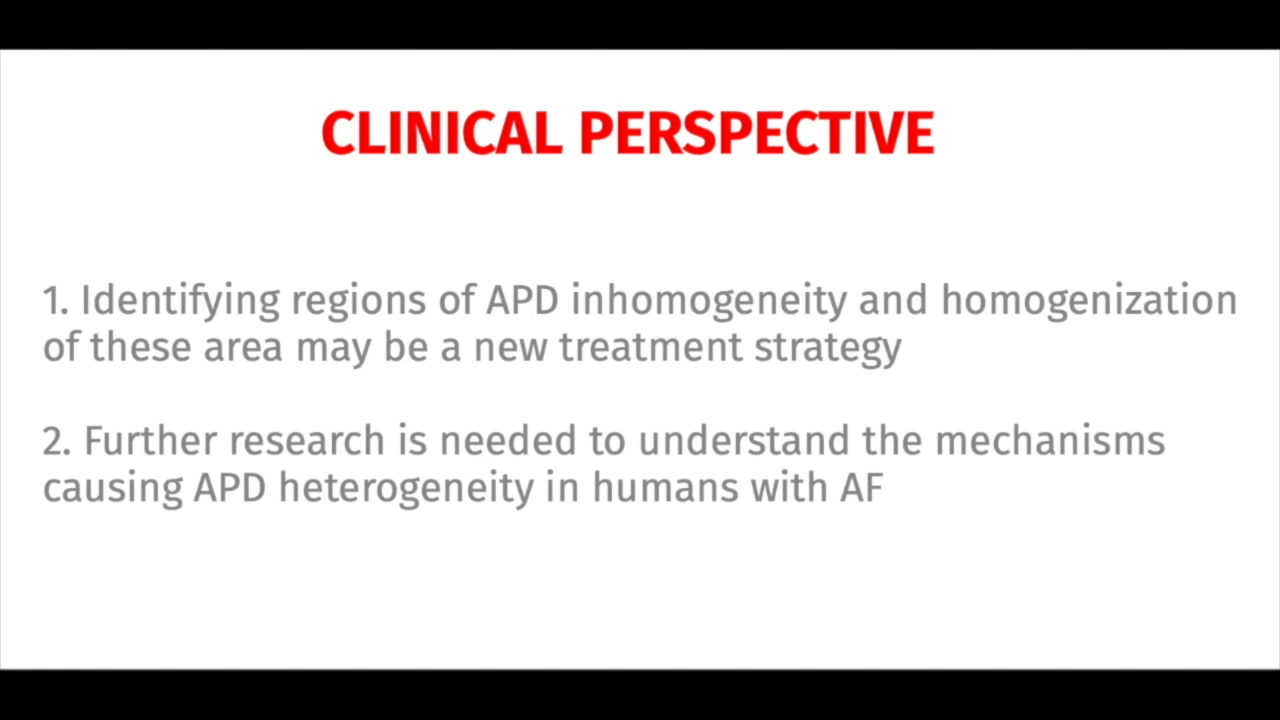 CLINICAL PERSPECTIVE
1. Identifying regions of APD inhomogeneity and homogenization
of these area may be a new treatment strategy
2. Further research is needed to understand the mechanisms
causing APD heterogeneity in humans with AF